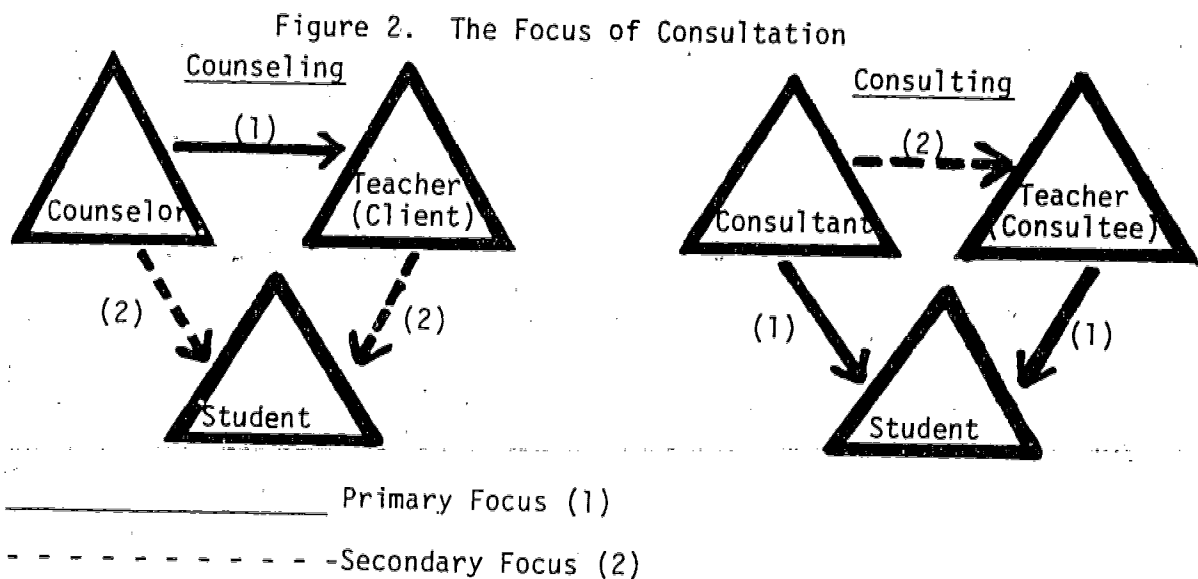 Figure 2. The Focus of Consultation
Counseling
(1)
Counselor
Teacher
(Client)
(2)
(2)
Student
Consulting
(2)
Consultant
Teacher
(Consultee)
(1)
(1)
Student
Primary Focus (1)
Secondary Focus (2)